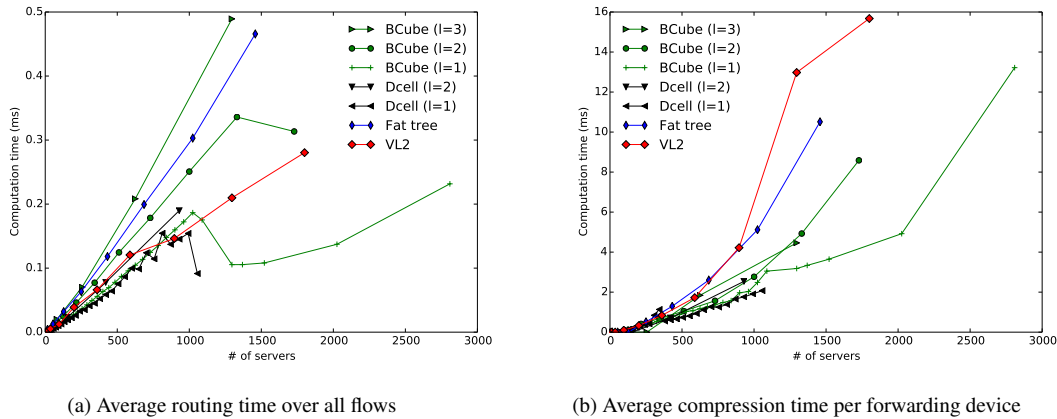 0.5
0.4
0.3
0.2
0.1
0.0
Computation time (ms)
0
500
1000
1500
2000
2500
3000
# of servers
BCube (l=3)
BCube (l=2)
BCube (l=1)
Dcell (l=2)
Dcell (l=1)
Fat tree
VL2
(a) Average routing time over all flows
16
14
12
10
8
6
4
2
0
Computation time (ms)
0
500
1000
1500
2000
2500
3000
# of servers
BCube (l=3)
BCube (l=2)
BCube (l=1)
Dcell (l=2)
Dcell (l=1)
Fat tree
VL2
(b) Average compression time per forwarding device